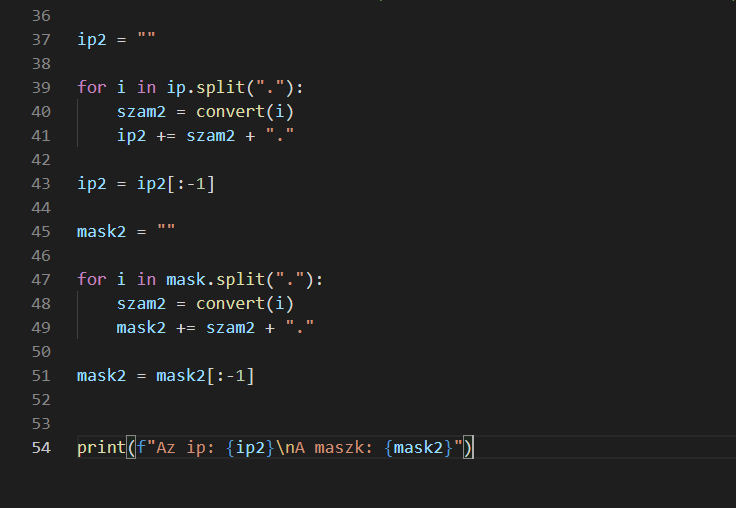 36
37 ip2 = ""
38
39 for i in ip.split("."):
40     szam2 = convert(i)
41     ip2 += szam2 + "."
42
43 ip2 = ip2[:-1]
44
45 mask2 = ""
46
47 for i in mask.split("."):
48     szam2 = convert(i)
49     mask2 += szam2 + "."
50
51 mask2 = mask2[:-1]
52
53
54 print(f"Az ip: {ip2}\nA maszk: {mask2}")